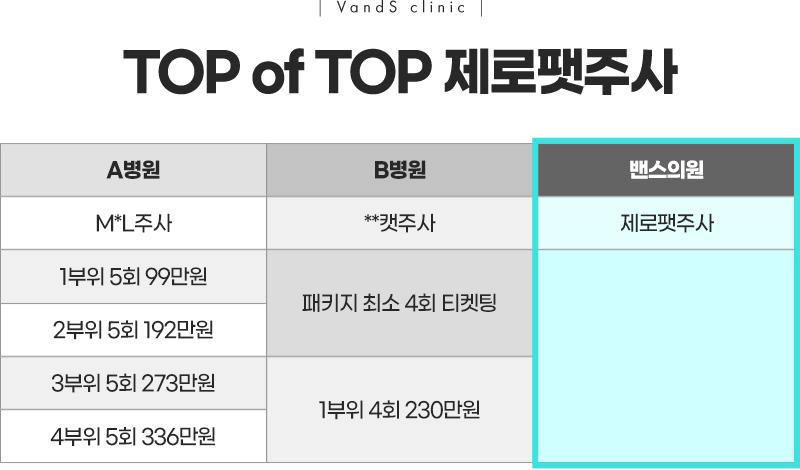 | VandS clinic |
TOP of TOP 제로팻주사
A병원 B병원 밴스의원
M*L주사 **캣주사 제로팻주사
1부위 5회 99만원
패키지 최소 4회 티켓팅
2부위 5회 192만원
3부위 5회 273만원
1부위 4회 230만원
4부위 5회 336만원